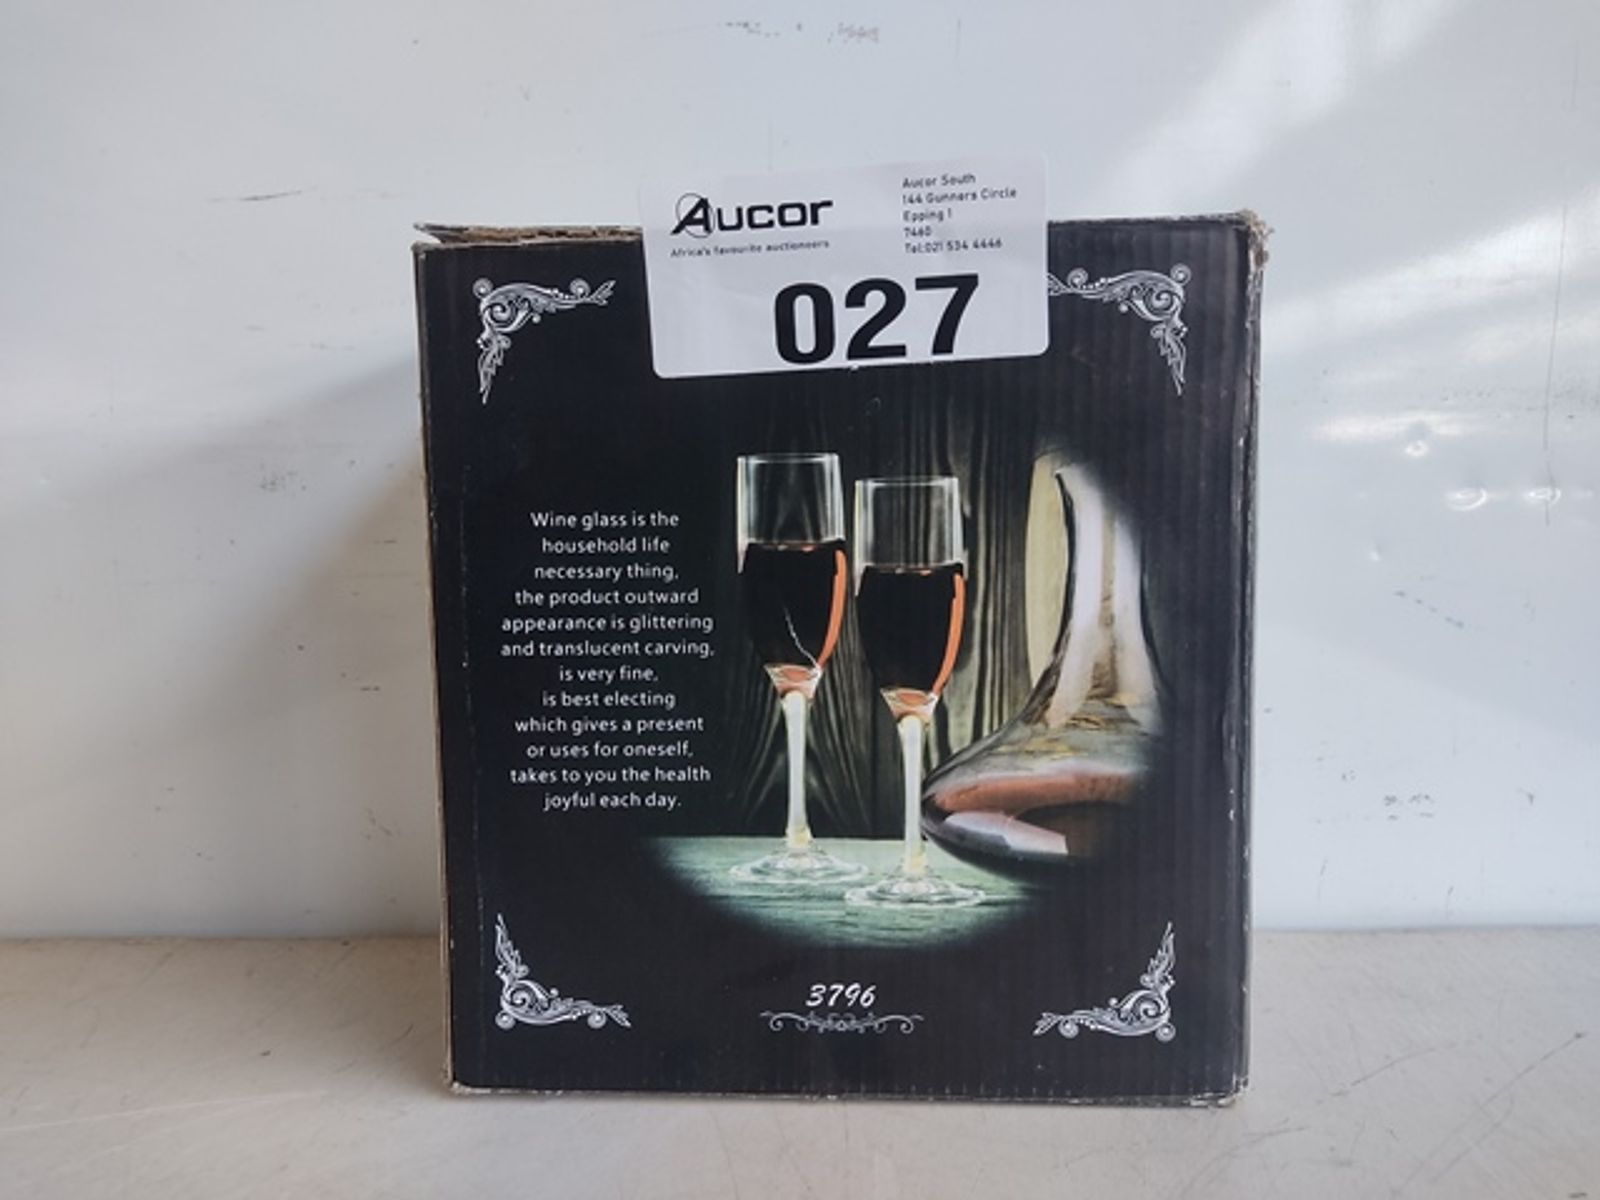 Aucor
Africa's favourite auctioneers
Aucor South
144 Gunners Circle
Epping 1
7460
Tel:021 534 4446
027
Wine glass is the
household life
necessary thing,
the product outward
appearance is glittering
and translucent carving,
is very fine,
is best electing
which gives a present
or uses for oneself,
takes to you the health
joyful each day.
3796